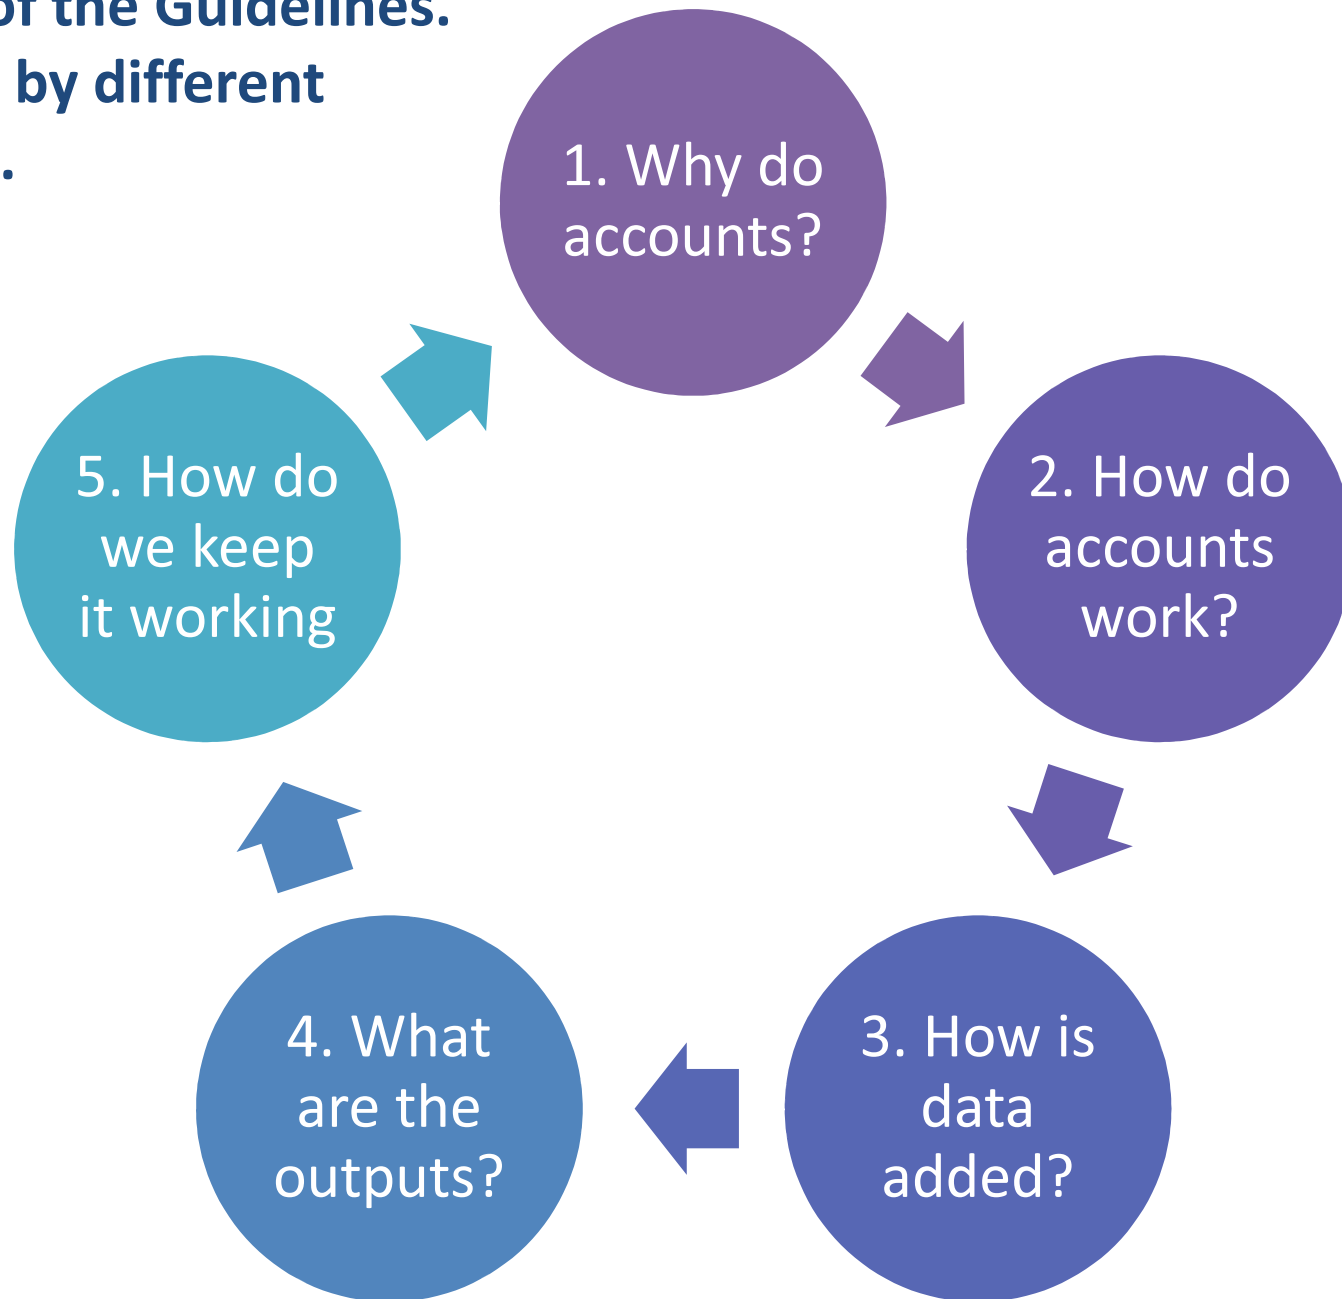 of the Guidelines.
by different
.
1. Why do
accounts?
2. How do
accounts
work?
3. How is
data
added?
4. What
are the
outputs?
5. How do
we keep
it working